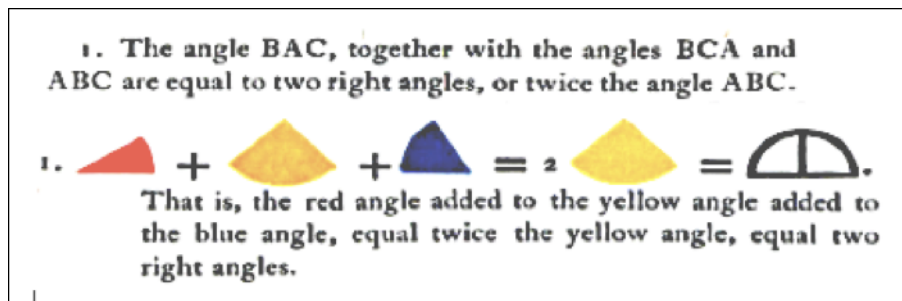 1. The angle BAC, together with the angles BCA and
ABC are equal to two right angles, or twice the angle ABC.
1. + + = 2 = .
That is, the red angle added to the yellow angle added to
the blue angle, equal twice the yellow angle, equal two
right angles.